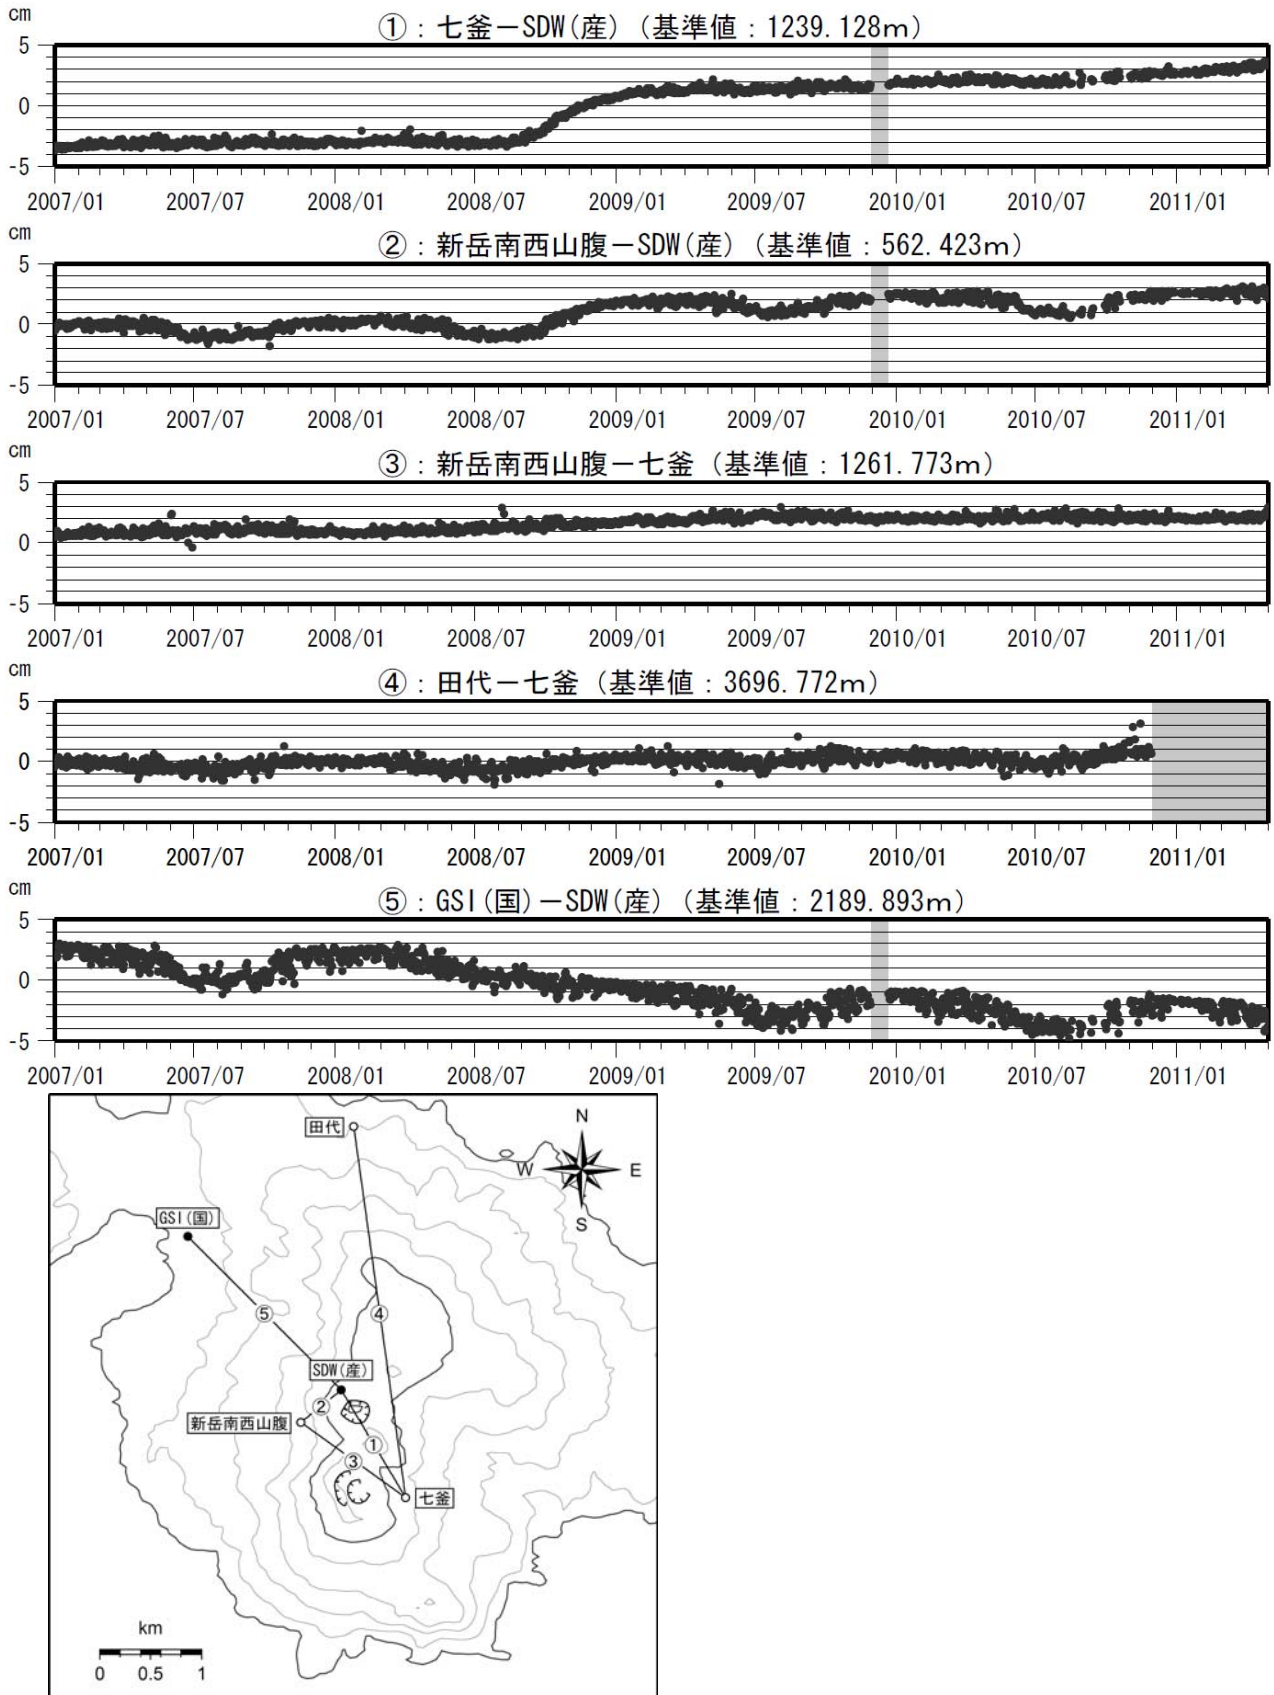 cm
①：七釜－SDW(産)（基準値：1239.128ｍ）
5
0
-5
2007/01 2007/07 2008/01 2008/07 2009/01 2009/07 2010/01 2010/07 2011/01
cm
②：新岳南西山腹－SDW(産)（基準値：562.423ｍ）
5
0
-5
2007/01 2007/07 2008/01 2008/07 2009/01 2009/07 2010/01 2010/07 2011/01
cm
③：新岳南西山腹－七釜（基準値：1261.773ｍ）
5
0
-5
2007/01 2007/07 2008/01 2008/07 2009/01 2009/07 2010/01 2010/07 2011/01
cm
④：田代－七釜（基準値：3696.772ｍ）
5
0
-5
2007/01 2007/07 2008/01 2008/07 2009/01 2009/07 2010/01 2010/07 2011/01
cm
⑤：GSI(国)－SDW(産)（基準値：2189.893ｍ）
5
0
-5
2007/01 2007/07 2008/01 2008/07 2009/01 2009/07 2010/01 2010/07 2011/01
田代
N
W E
S
GSI(国)
⑤ ④
SDW(産)
②
新岳南西山腹
①
③
七釜
km
0 0.5 1